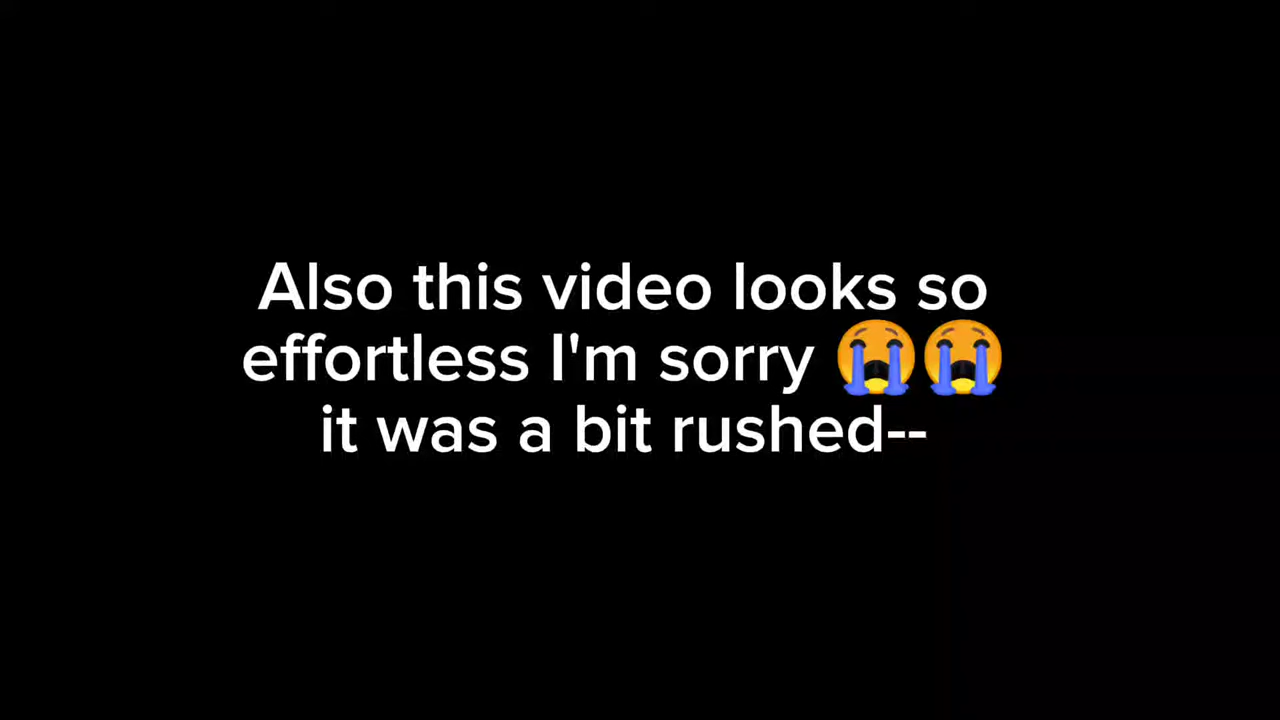 Also this video looks so
effortless I'm sorry 😭😭
it was a bit rushed--